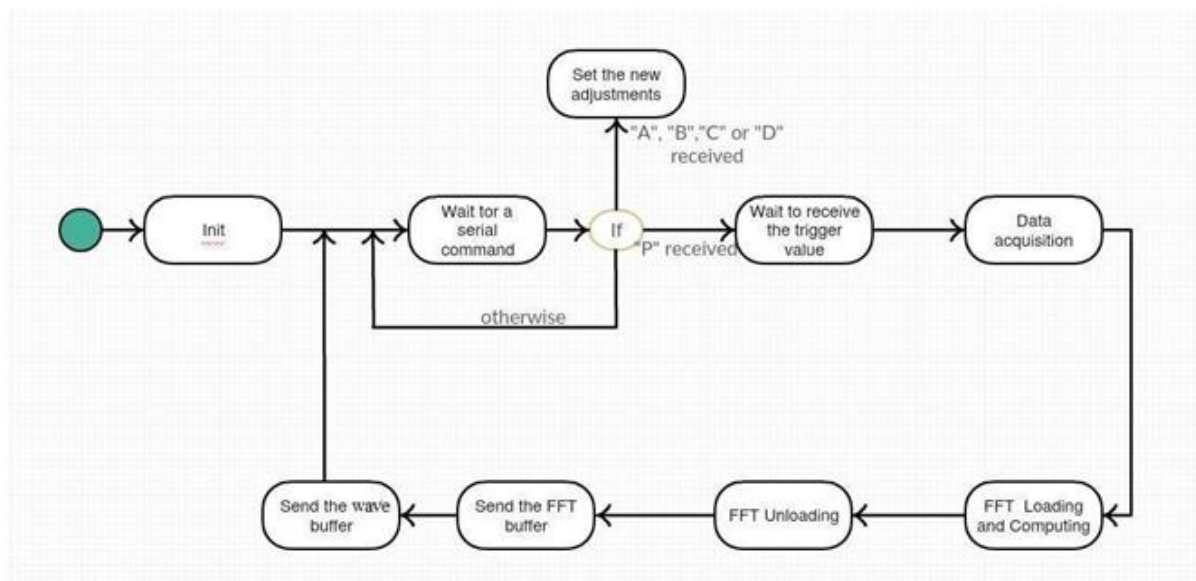 Set the new
adjustments
"A", "B","C" or "D"
received
Init
Wait tor a
serial
command
If
"P" received
Wait to receive
the trigger
value
Data
acquisition
otherwise
Send the wave
buffer
Send the FFT
buffer
FFT Unloading
FFT Loading
and Computing